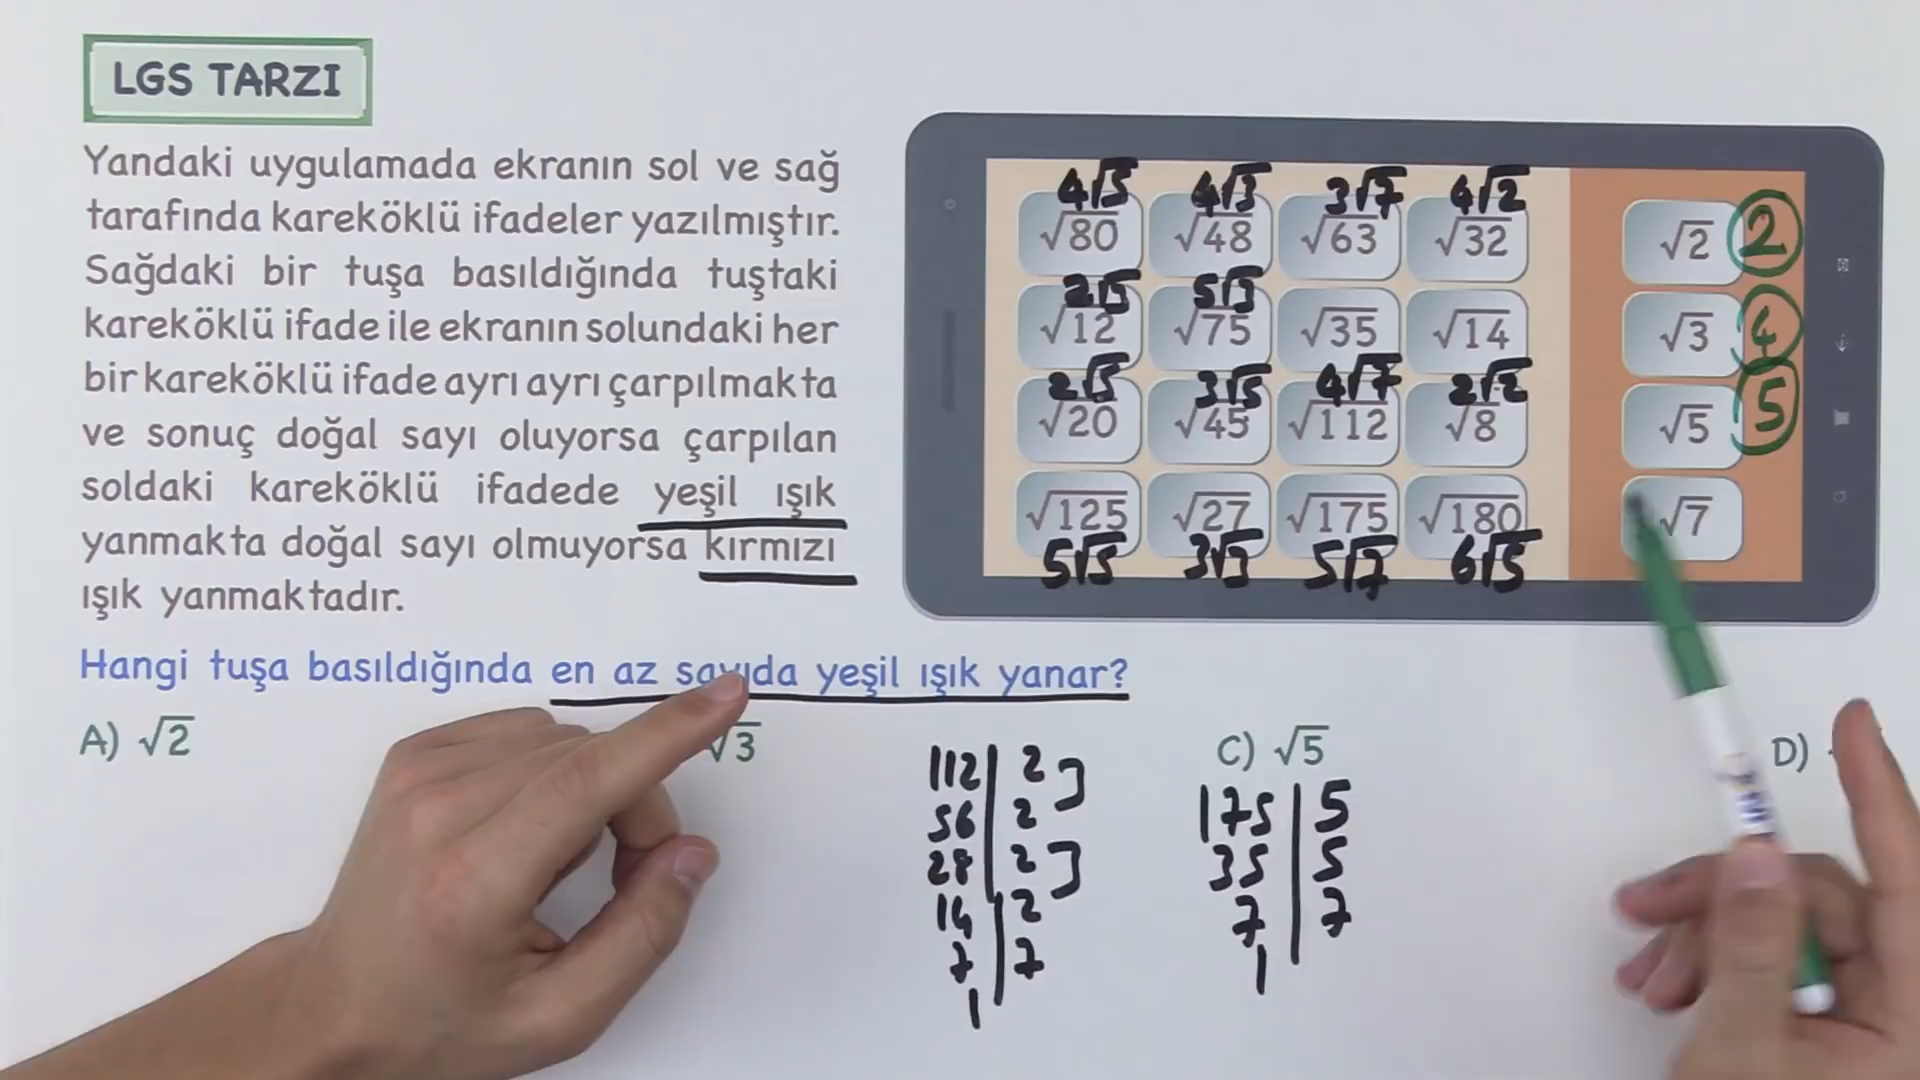 LGS TARZI
Yandaki uygulamada ekranın sol ve sağ
tarafında kareköklü ifadeler yazılmıştır.
Sağdaki bir tuşa basıldığında tuştaki
kareköklü ifade ile ekranın solundaki her
bir kareköklü ifade ayrı ayrı çarpılmakta
ve sonuç doğal sayı oluyorsa çarpılan
soldaki kareköklü ifadede yeşil ışık
yanmakta doğal sayı olmuyorsa kırmızı
ışık yanmaktadır.
4√5 4√3 3√7 4√2
√80 √48 √63 √32 √2 2
2√3 5√3
√12 √75 √35 √14 √3 4
2√5 3√5 4√7 2√2
√20 √45 √112 √8 √5 5
√125 √27 √175 √180 √7
5√5 3√3 5√7 6√5
Hangi tuşa basıldığında en az sayıda yeşil ışık yanar?
A) √2 √3 C) √5 D)
112 2
56 2
28 2
14 2
7 7
1
175 5
35 5
7 7
1